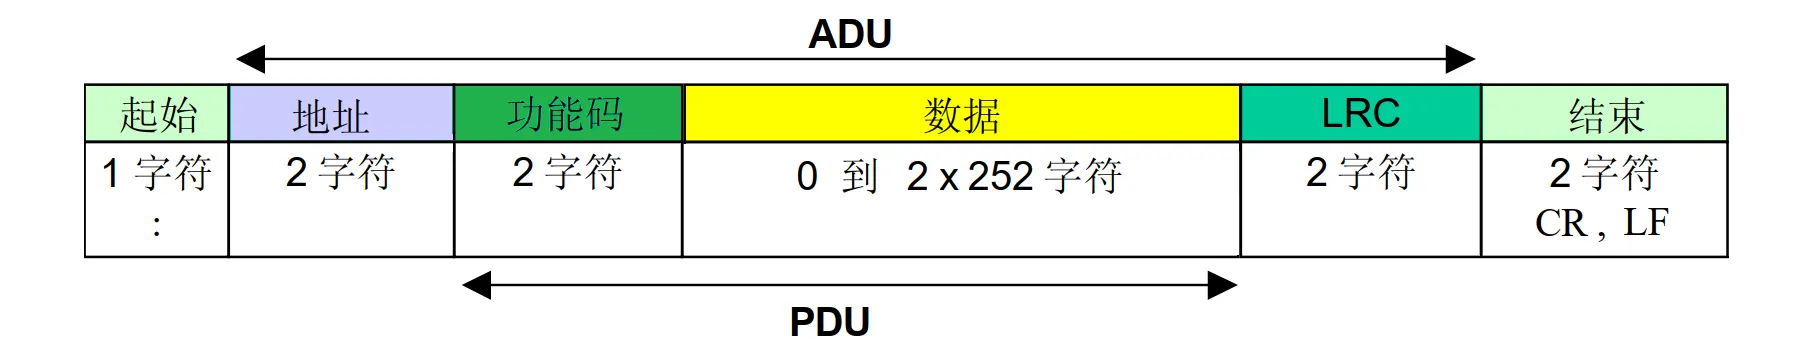 ADU
起始 地址 功能码 数据 LRC 结束
1 字符 2 字符 2 字符 0 到 2 x 252 字符 2 字符 2 字符
: CR , LF
PDU